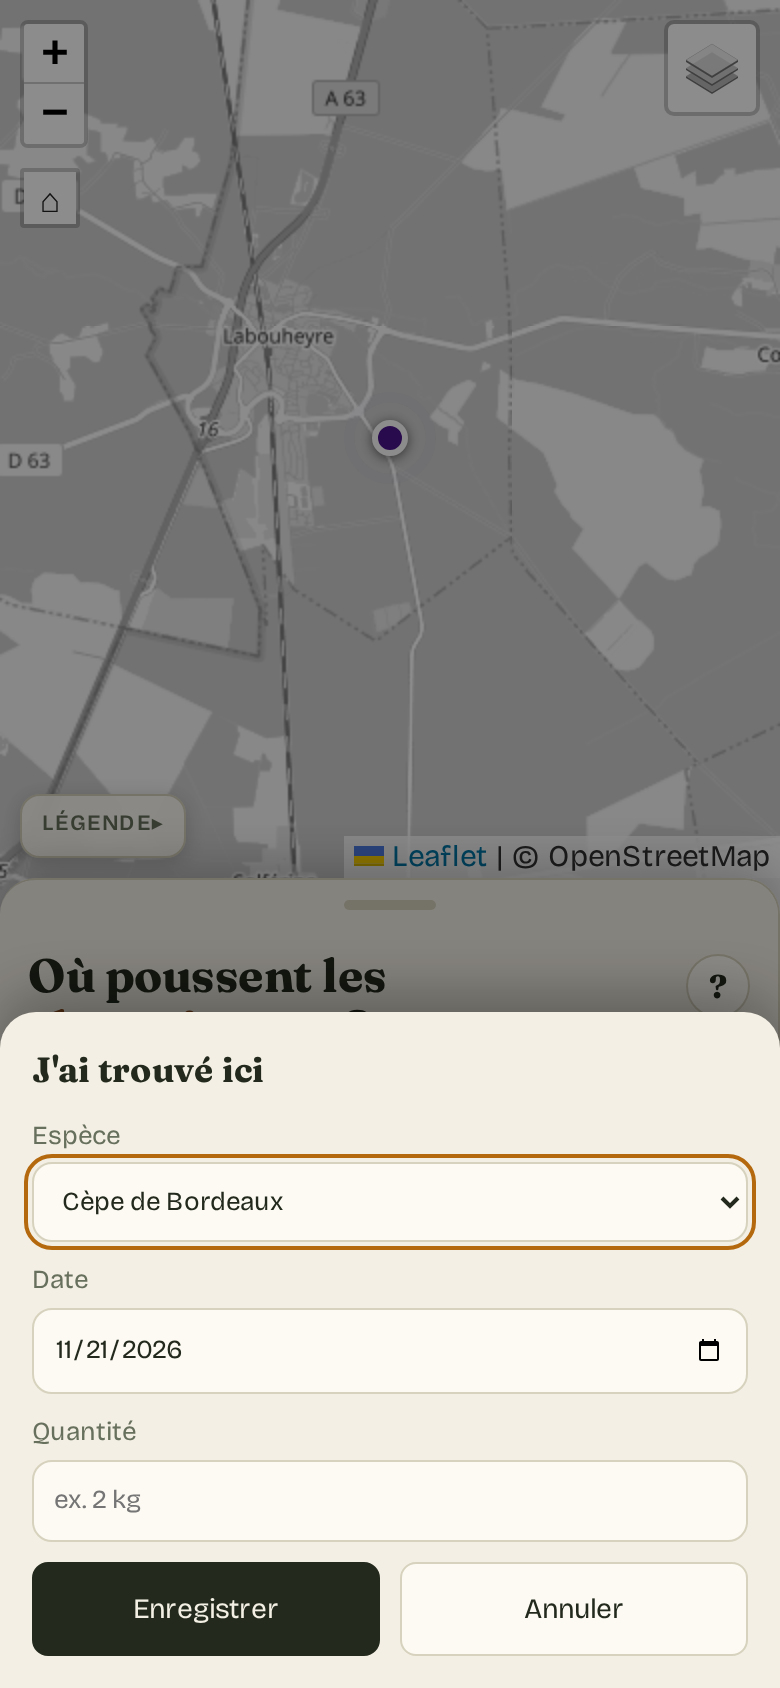 +
A 63
−
Labouheyre
Co
16
D 63
LÉGENDE▸
Leaflet | © OpenStreetMap
Où poussent les
?
J'ai trouvé ici
Espèce
Cèpe de Bordeaux
Date
11/21/2026
Quantité
ex. 2 kg
Enregistrer
Annuler